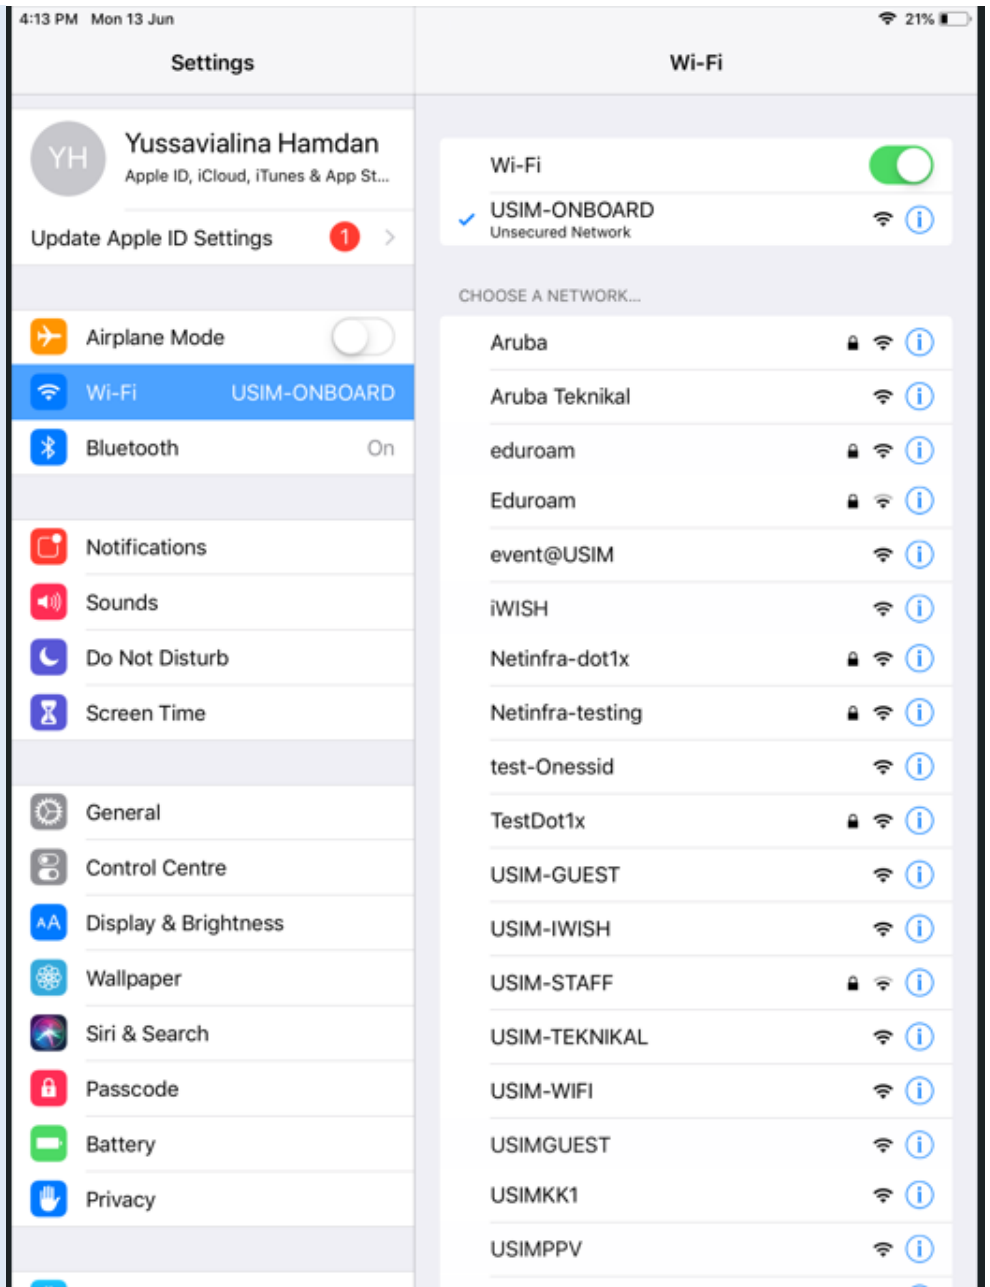 4:13 PM Mon 13 Jun
21%
Settings
YH
Yussavialina Hamdan
Apple ID, iCloud, iTunes & App St...
Update Apple ID Settings
1
Airplane Mode
Wi-Fi USIM-ONBOARD
Bluetooth On
Notifications
Sounds
Do Not Disturb
Screen Time
General
Control Centre
AA
Display & Brightness
Wallpaper
Siri & Search
Passcode
Battery
Privacy
Wi-Fi
Wi-Fi
USIM-ONBOARD
Unsecured Network
CHOOSE A NETWORK...
Aruba
Aruba Teknikal
eduroam
Eduroam
event@USIM
iWISH
Netinfra-dot1x
Netinfra-testing
test-Onessid
TestDot1x
USIM-GUEST
USIM-IWISH
USIM-STAFF
USIM-TEKNIKAL
USIM-WIFI
USIMGUEST
USIMKK1
USIMPPV